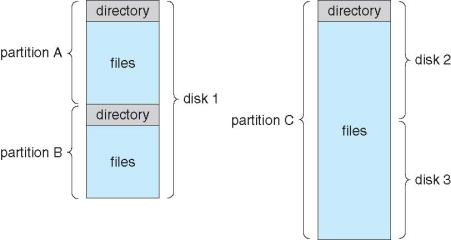 directory
partition A
files
directory
disk 1
partition B
files
directory
disk 2
partition C
files
disk 3